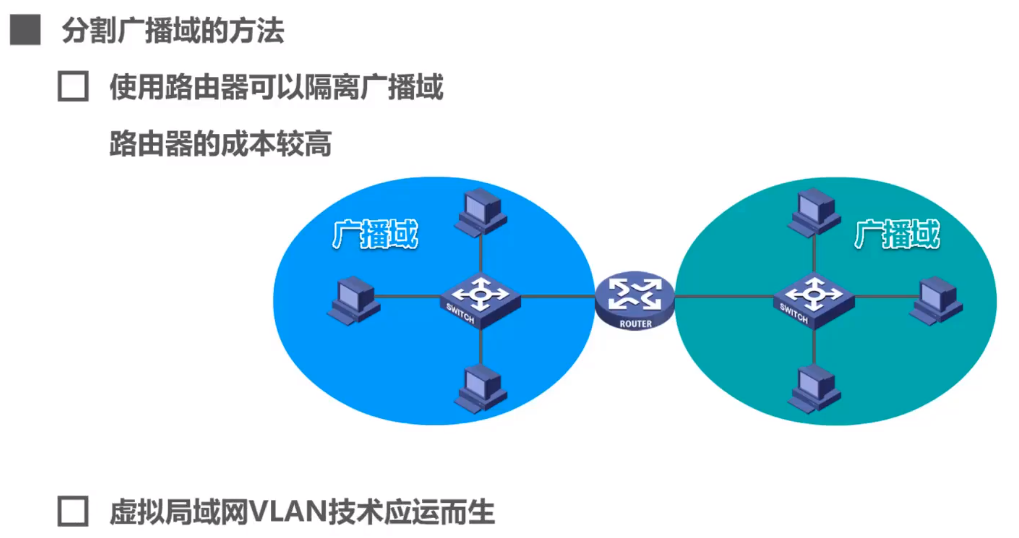 分割广播域的方法
使用路由器可以隔离广播域
路由器的成本较高
广播域
广播域
SWITCH
ROUTER
SWITCH
虚拟局域网VLAN技术应运而生